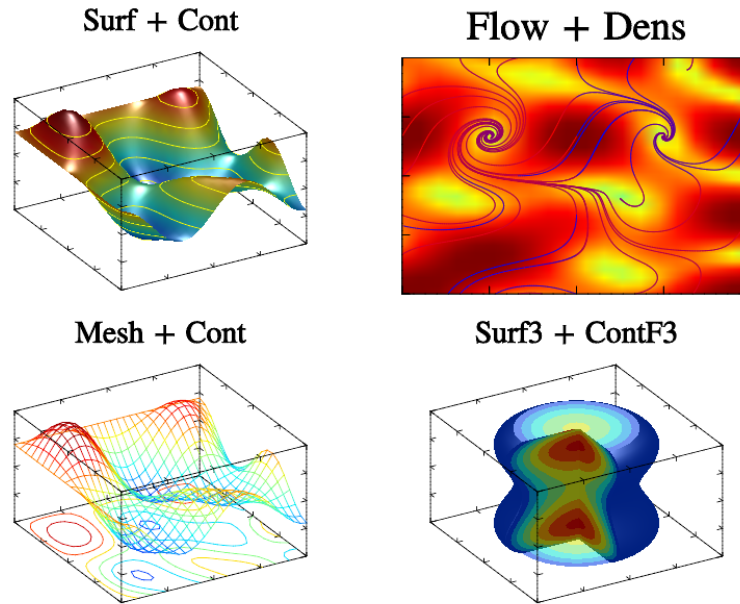 Surf + Cont
Flow + Dens
Mesh + Cont
Surf3 + ContF3